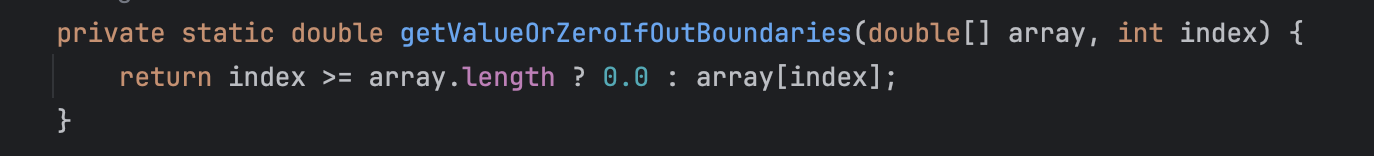 private static double getValueOrZeroIfOutBoundaries(double[] array, int index) {
    return index >= array.length ? 0.0 : array[index];
}